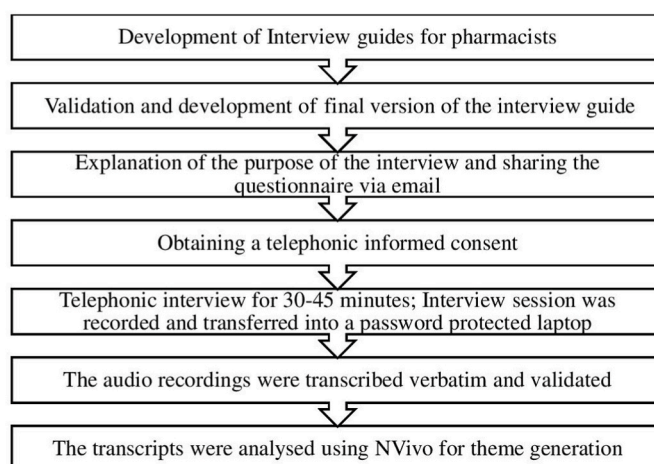 Development of Interview guides for pharmacists
Validation and development of final version of the interview guide
Explanation of the purpose of the interview and sharing the
questionnaire via email
Obtaining a telephonic informed consent
Telephonic interview for 30-45 minutes; Interview session was
recorded and transferred into a password protected laptop
The audio recordings were transcribed verbatim and validated
The transcripts were analysed using NVivo for theme generation